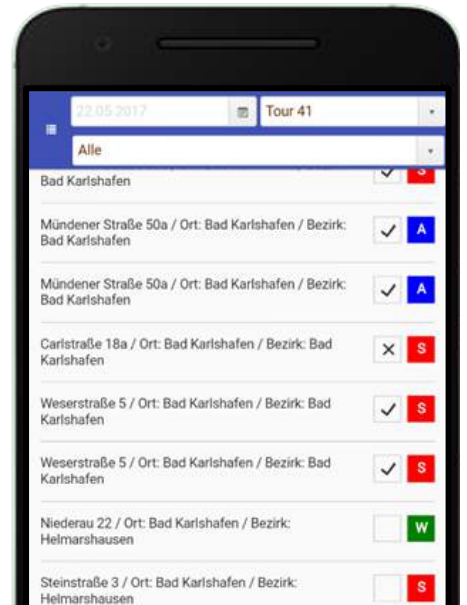 22.05.2017
Tour 41
Alle
Bad Karlshafen
S
Mündener Straße 50a / Ort: Bad Karlshafen / Bezirk:
Bad Karlshafen
A
Mündener Straße 50a / Ort: Bad Karlshafen / Bezirk:
Bad Karlshafen
A
Carlstraße 18a / Ort: Bad Karlshafen / Bezirk: Bad
Karlshafen
S
Weserstraße 5 / Ort: Bad Karlshafen / Bezirk: Bad
Karlshafen
S
Weserstraße 5 / Ort: Bad Karlshafen / Bezirk: Bad
Karlshafen
S
Niederau 22 / Ort: Bad Karlshafen / Bezirk:
Helmarshausen
W
Steinstraße 3 / Ort: Bad Karlshafen / Bezirk:
Helmarshausen
S